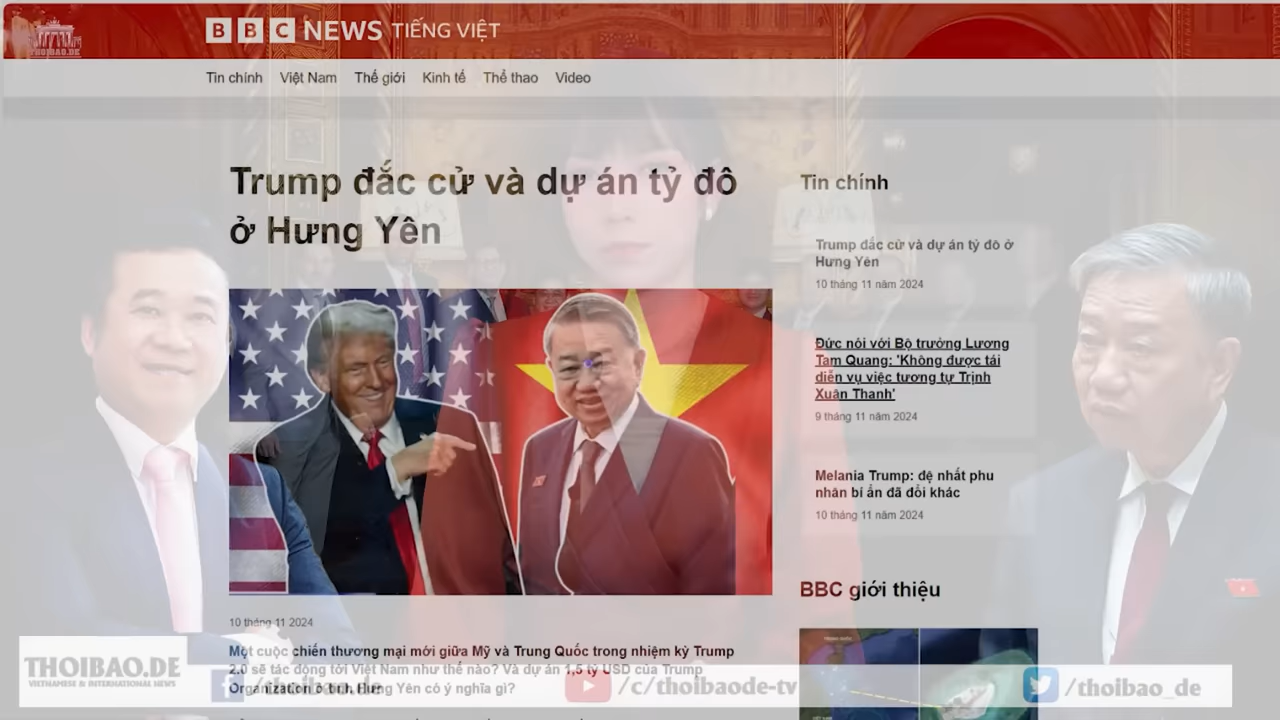 THOIBAO.DE
BBC NEWS TIẾNG VIỆT
Tin chính Việt Nam Thế giới Kinh tế Thể thao Video
Trump đắc cử và dự án tỷ đô
ở Hưng Yên
10 tháng 11 2024
Một cuộc chiến thương mại mới giữa Mỹ và Trung Quốc trong nhiệm kỳ Trump
2.0 sẽ tác động tới Việt Nam như thế nào? Và dự án 1,5 tỷ USD của Trump
Organization ở tỉnh Hưng Yên có ý nghĩa gì?
Tin chính
Trump đắc cử và dự án tỷ đô ở
Hưng Yên
10 tháng 11 năm 2024
Đức nói với Bộ trưởng Lương
Tam Quang: 'Không được tái
diễn vụ việc tương tự Trịnh
Xuân Thanh'
9 tháng 11 năm 2024
Melania Trump: đệ nhất phu
nhân bí ẩn đã đổi khác
10 tháng 11 năm 2024
BBC giới thiệu
THOIBAO.DE
VIETNAMESE & INTERNATIONAL NEWS
/thoibao.de
/c/thoibaode-tv
/thoibao_de